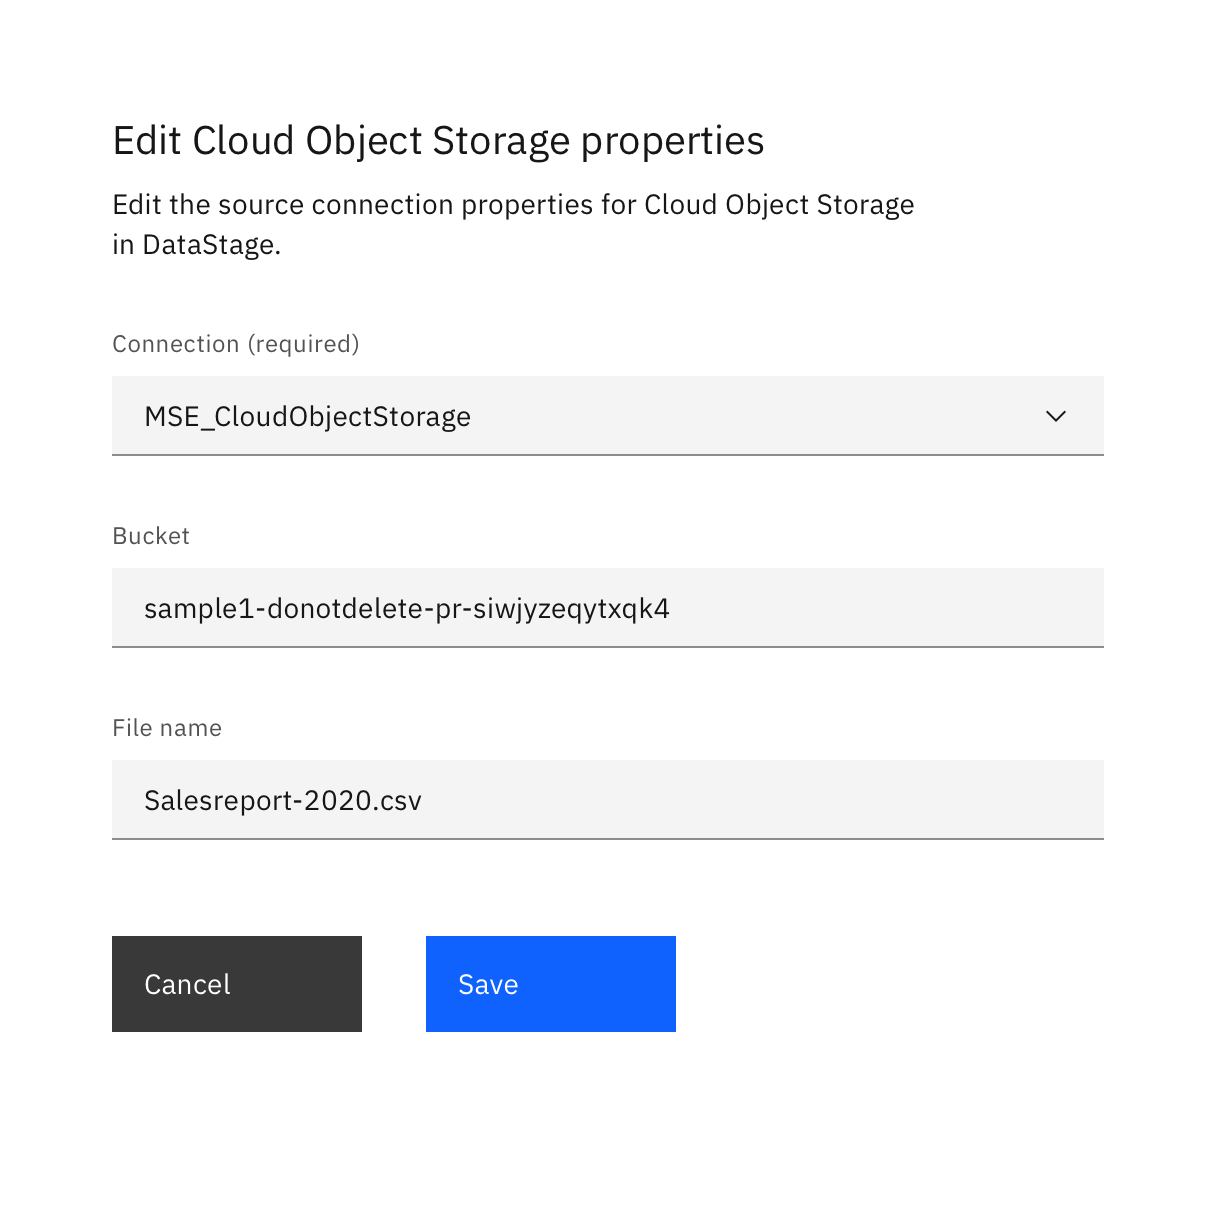 Edit Cloud Object Storage properties
Edit the source connection properties for Cloud Object Storage
in DataStage.
Connection (required)
MSE_CloudObjectStorage
Bucket
sample1-donotdelete-pr-siwjyzeqytxqk4
File name
Salesreport-2020.csv
Cancel
Save